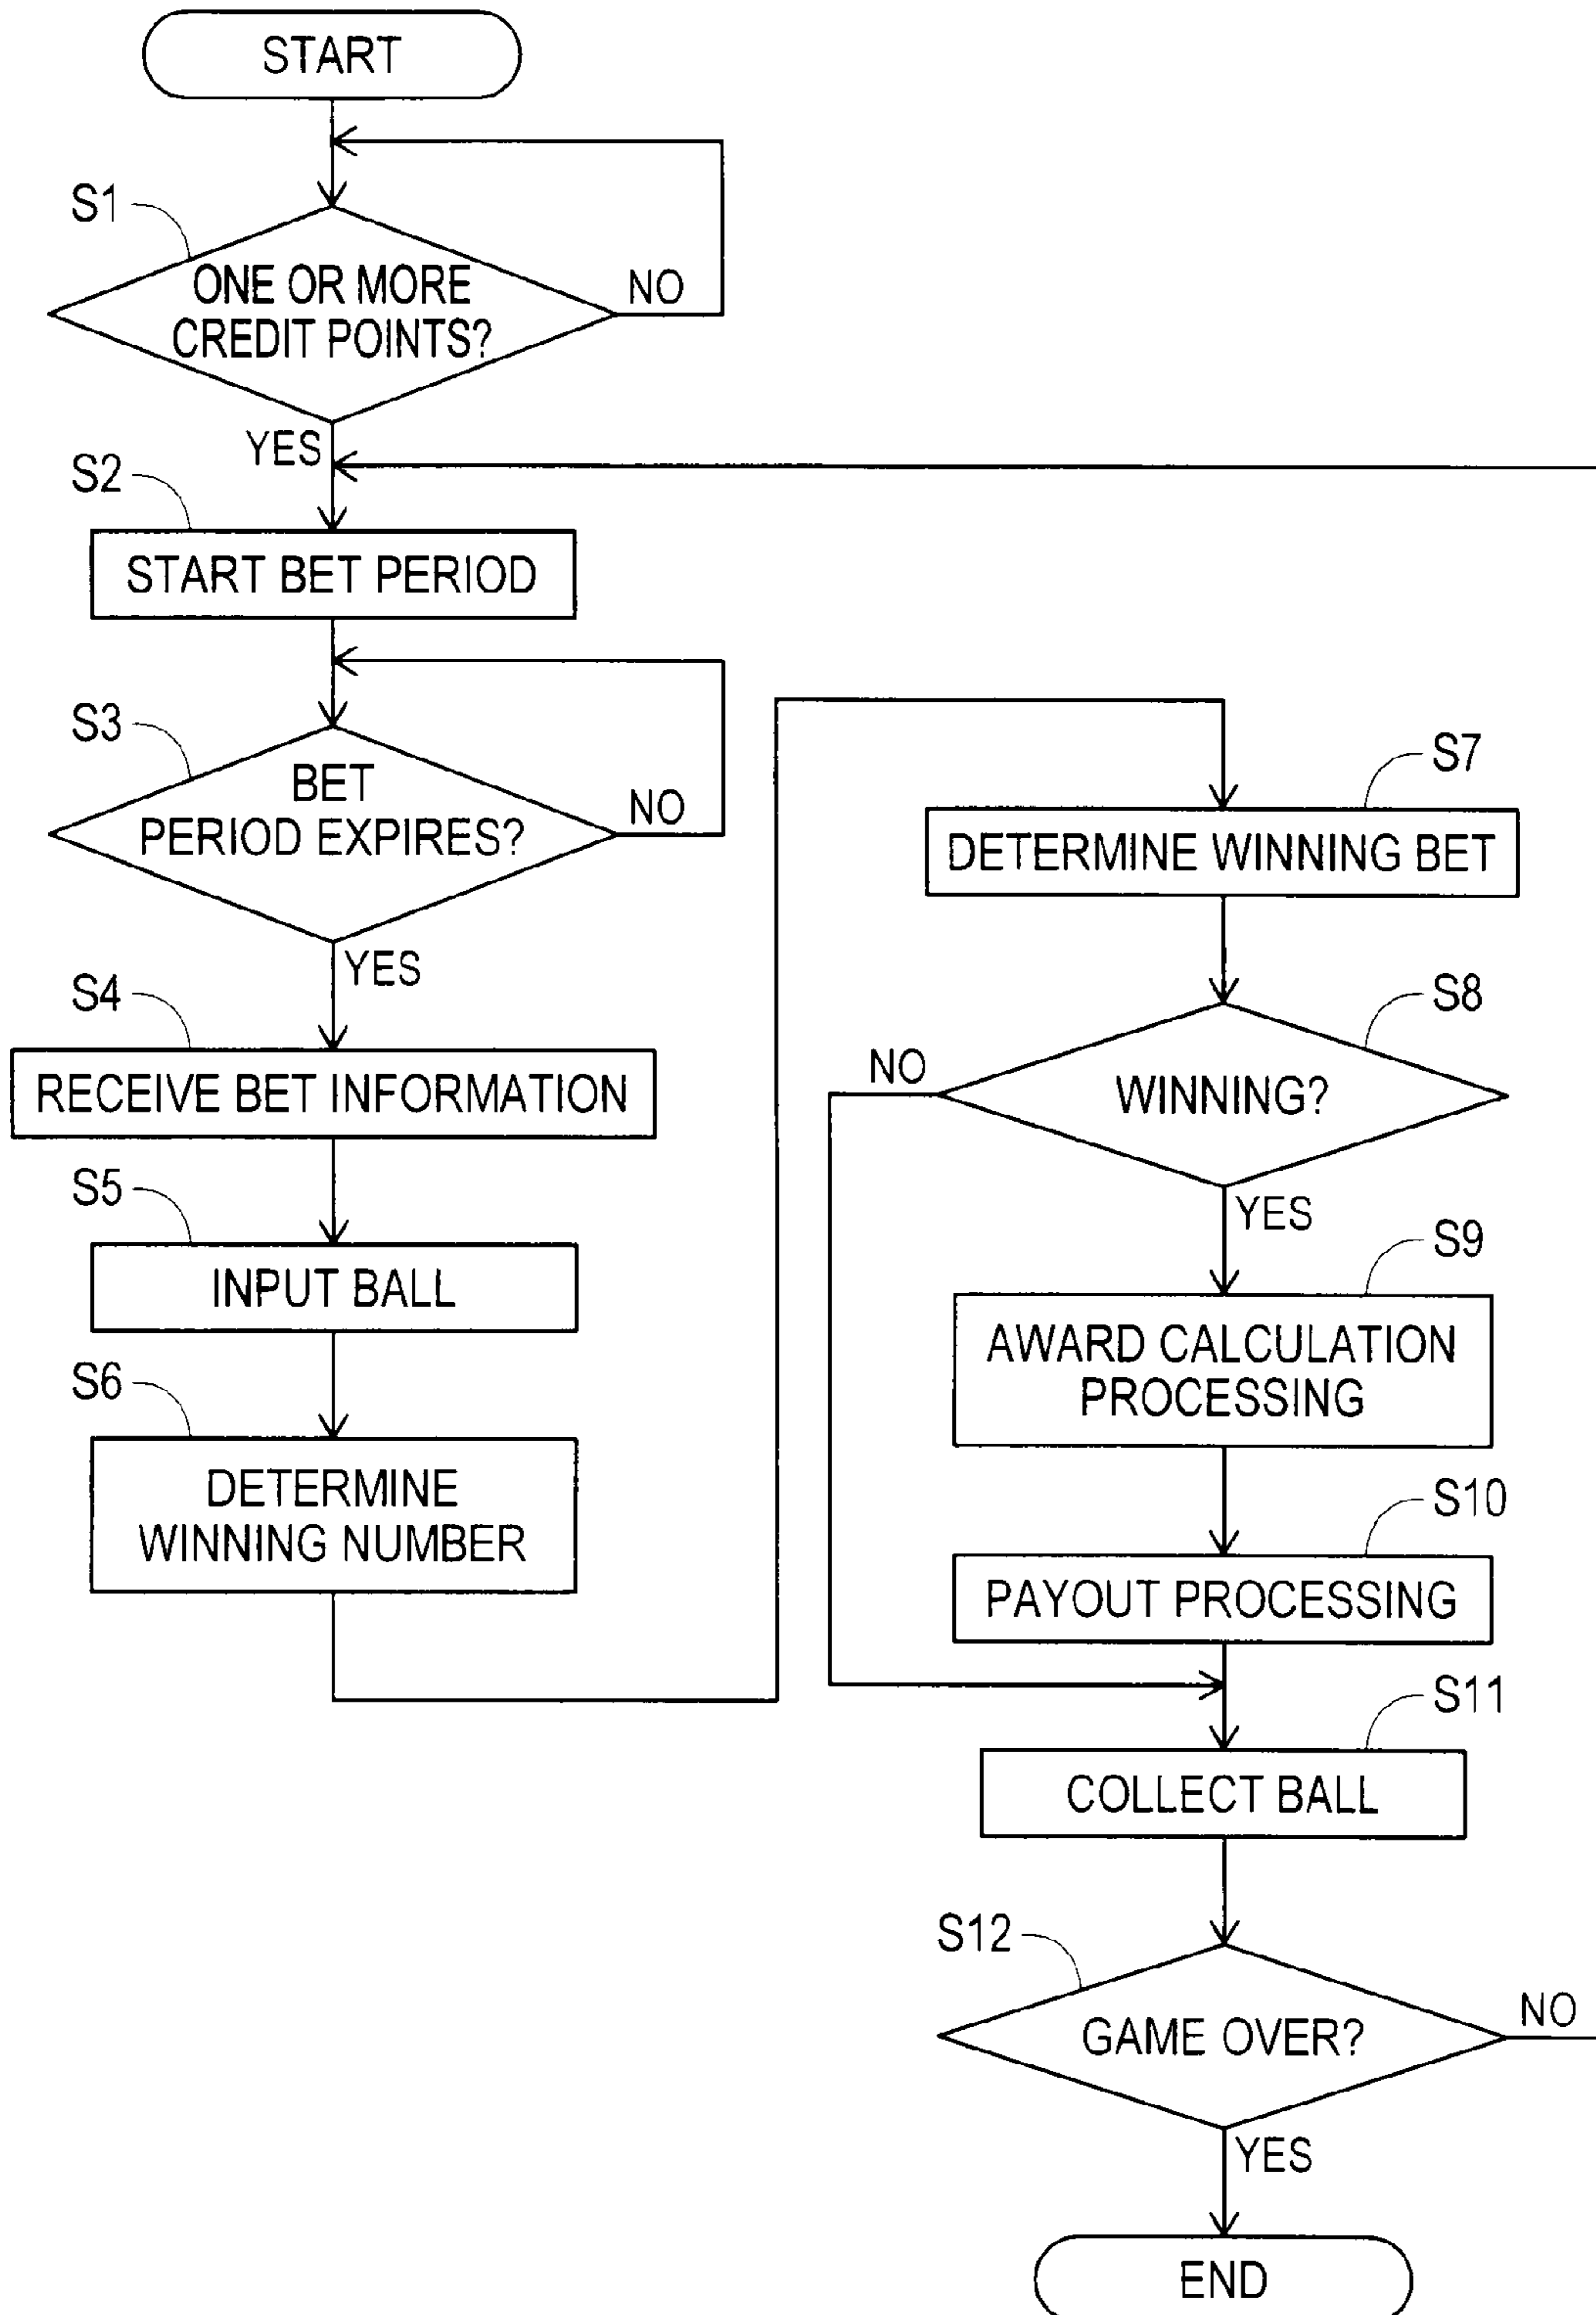 START
S1
ONE OR MORE
CREDIT POINTS?
NO
YES
S2
START BET PERIOD
S3
BET
PERIOD EXPIRES?
NO
YES
S4
RECEIVE BET INFORMATION
S5
INPUT BALL
S6
DETERMINE
WINNING NUMBER
S7
DETERMINE WINNING BET
S8
WINNING?
NO
YES
S9
AWARD CALCULATION
PROCESSING
S10
PAYOUT PROCESSING
S11
COLLECT BALL
S12
GAME OVER?
NO
YES
END